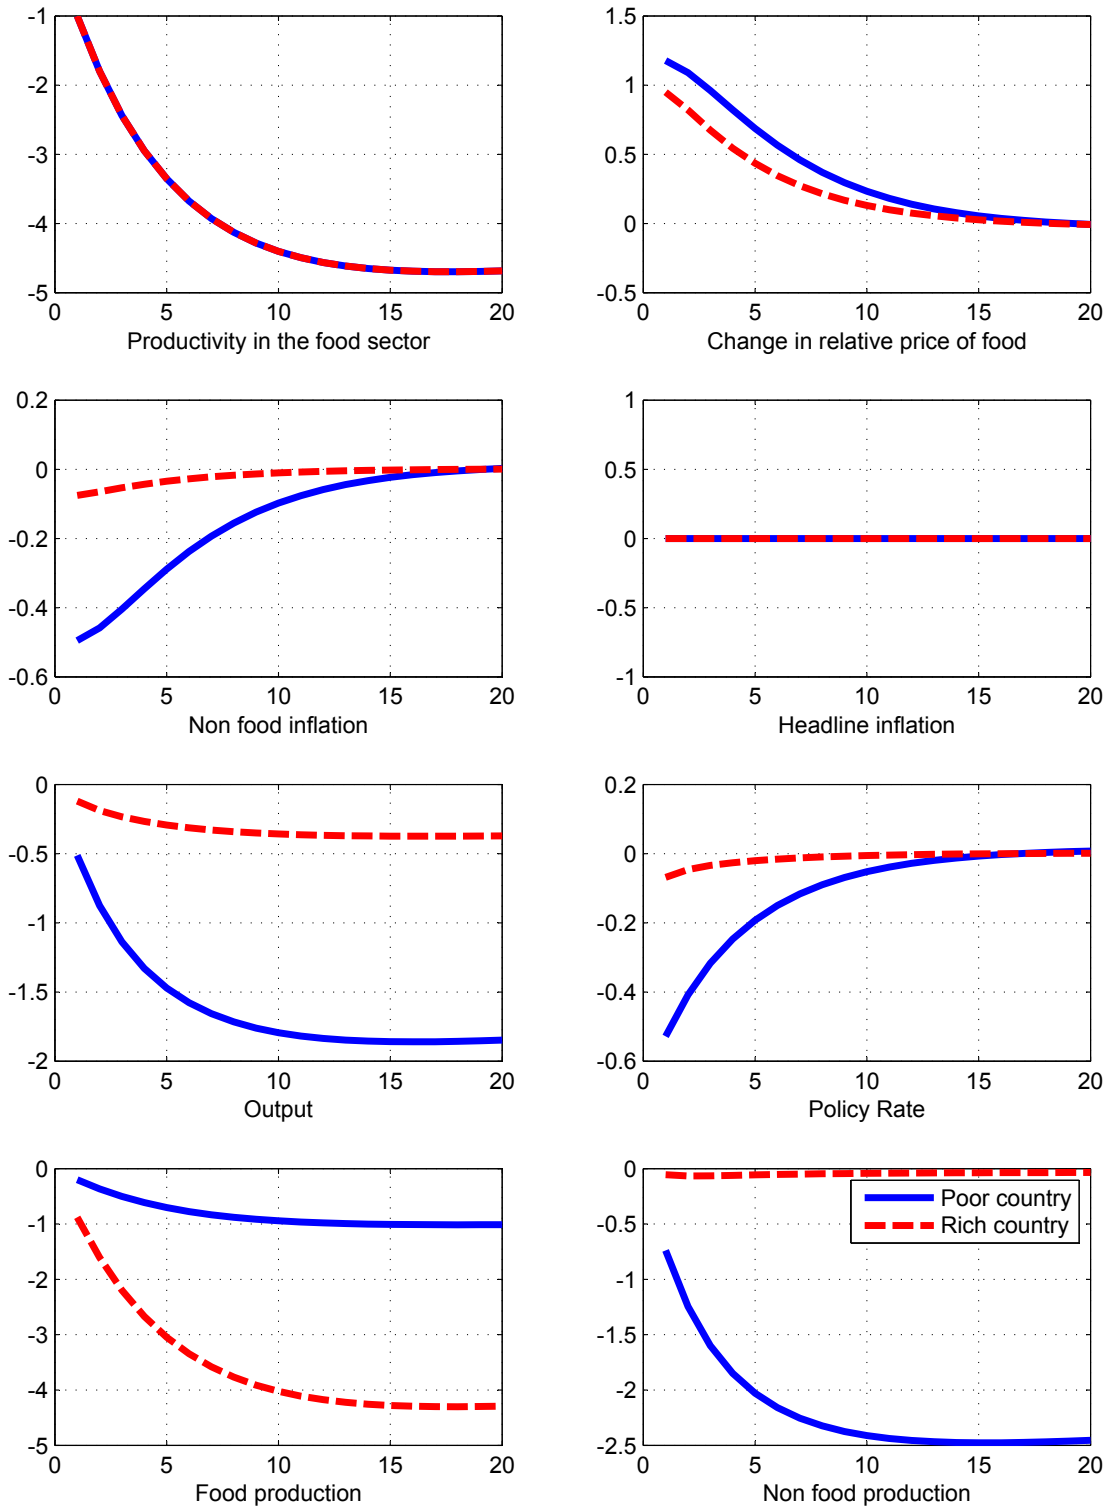 -1
-2
-3
-4
-5
0 5 10 15 20
Productivity in the food sector
1.5
1
0.5
0
-0.5
0 5 10 15 20
Change in relative price of food
0.2
0
-0.2
-0.4
-0.6
0 5 10 15 20
Non food inflation
1
0.5
0
-0.5
-1
0 5 10 15 20
Headline inflation
0
-0.5
-1
-1.5
-2
0 5 10 15 20
Output
0.2
0
-0.2
-0.4
-0.6
0 5 10 15 20
Policy Rate
0
-1
-2
-3
-4
-5
0 5 10 15 20
Food production
0
-0.5
-1
-1.5
-2
-2.5
0 5 10 15 20
Poor country
Rich country
Non food production